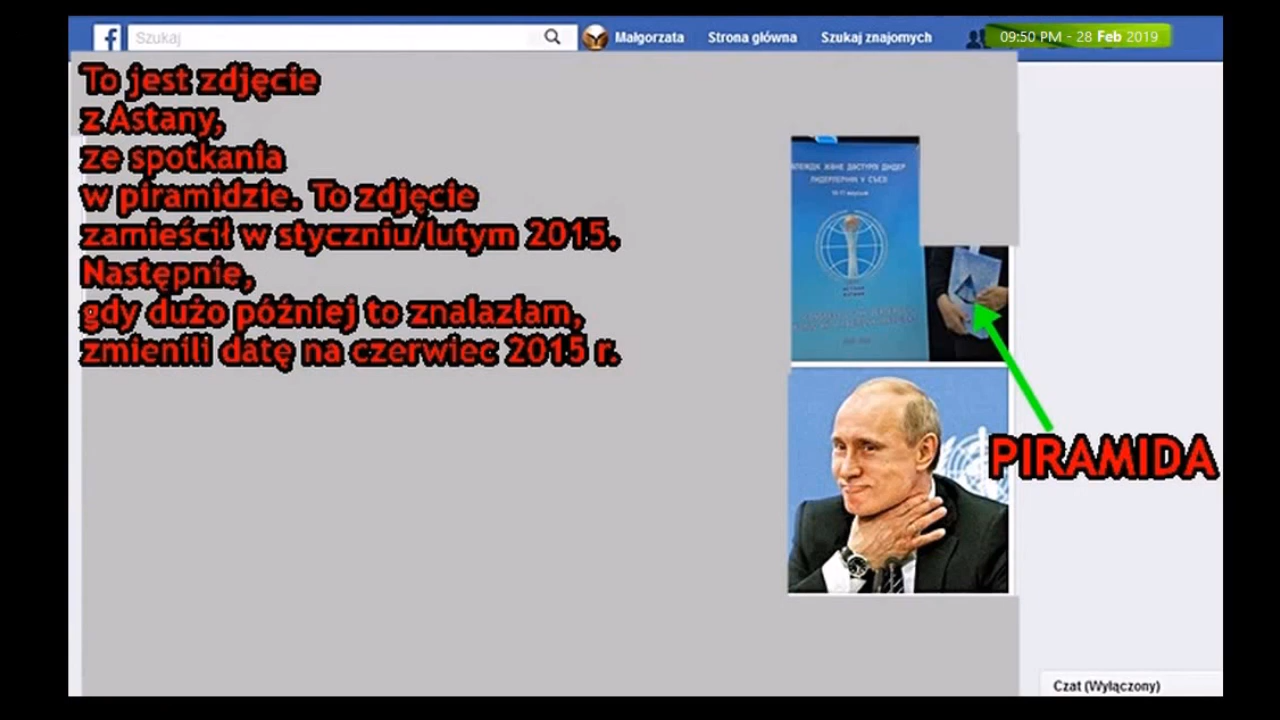 Szukaj
Małgorzata
Strona główna
Szukaj znajomych
09:50 PM - 28 Feb 2019
To jest zdjęcie
z Astany,
ze spotkania
w piramidzie. To zdjęcie
zamieścił w styczniu/lutym 2015.
Następnie,
gdy dużo później to znalazłam,
zmienili datę na czerwiec 2015 r.
V СЪЕЗІ
PIRAMIDA
Czat (Wyłączony)